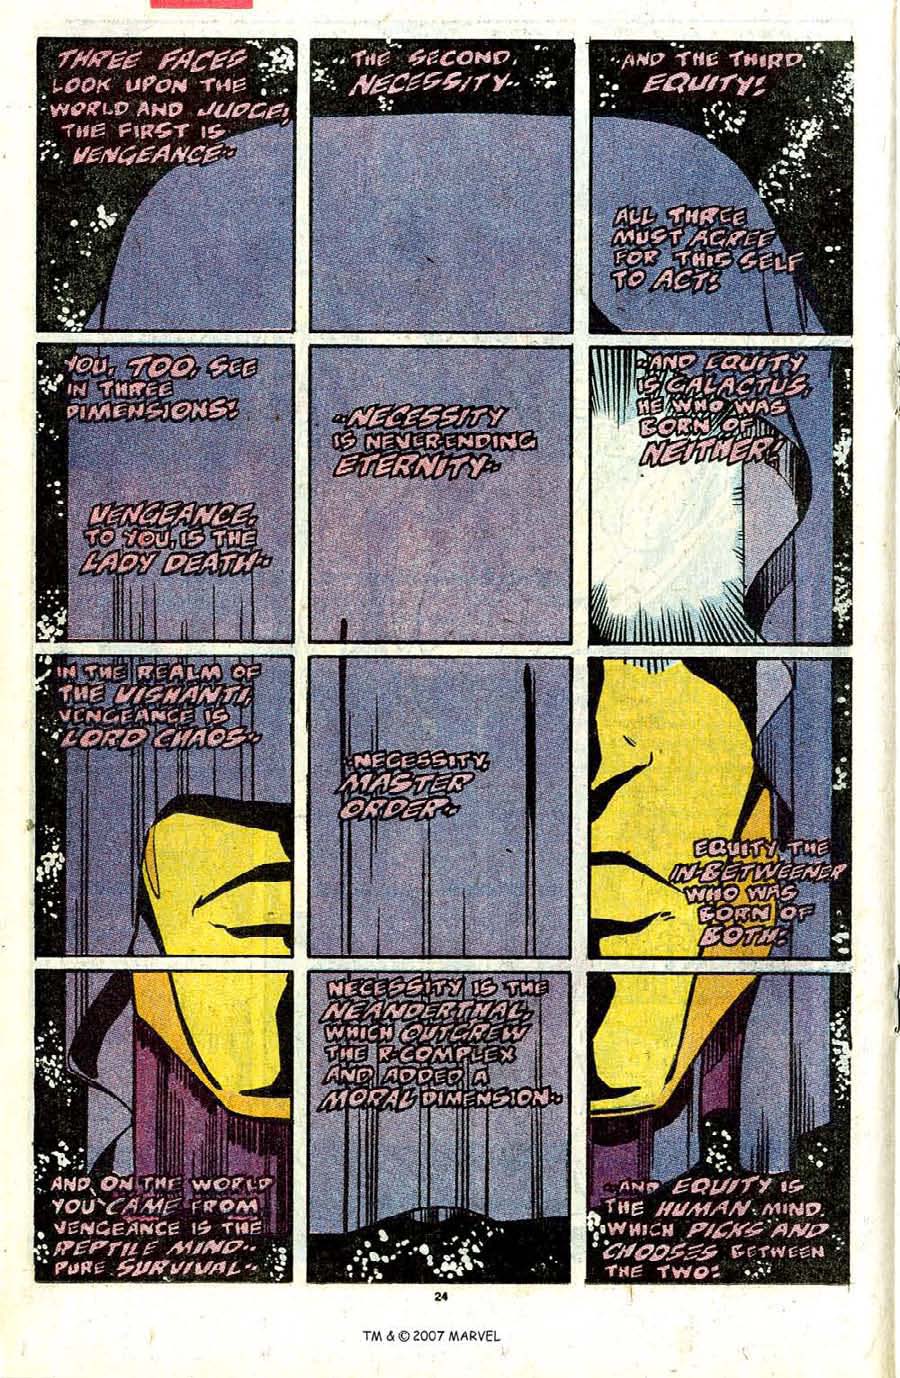 THREE FACES
LOOK UPON THE
WORLD AND JUDGE!
THE FIRST IS
VENGEANCE--
--THE SECOND,
NECESSITY--
--AND THE THIRD,
EQUITY!
ALL THREE
MUST AGREE
FOR THIS SELF
TO ACT!
YOU, TOO, SEE
IN THREE
DIMENSIONS!
VENGEANCE,
TO YOU, IS THE
LADY DEATH--
--NECESSITY
IS NEVER-ENDING
ETERNITY--
--AND EQUITY
IS GALACTUS,
HE WHO WAS
BORN OF
NEITHER!
IN THE REALM OF
THE VISHANTI,
VENGEANCE IS
LORD CHAOS--
--NECESSITY,
MASTER
ORDER--
EQUITY THE
IN-BETWEENER
WHO WAS
BORN OF
BOTH!
AND ON THE WORLD
YOU CAME FROM
VENGEANCE IS THE
REPTILE MIND--
PURE SURVIVAL--
NECESSITY IS THE
NEANDERTHAL,
WHICH OUTGREW
THE R-COMPLEX
AND ADDED A
MORAL DIMENSION--
--AND EQUITY IS
THE HUMAN MIND,
WHICH PICKS AND
CHOOSES BETWEEN
THE TWO!
24
TM & © 2007 MARVEL